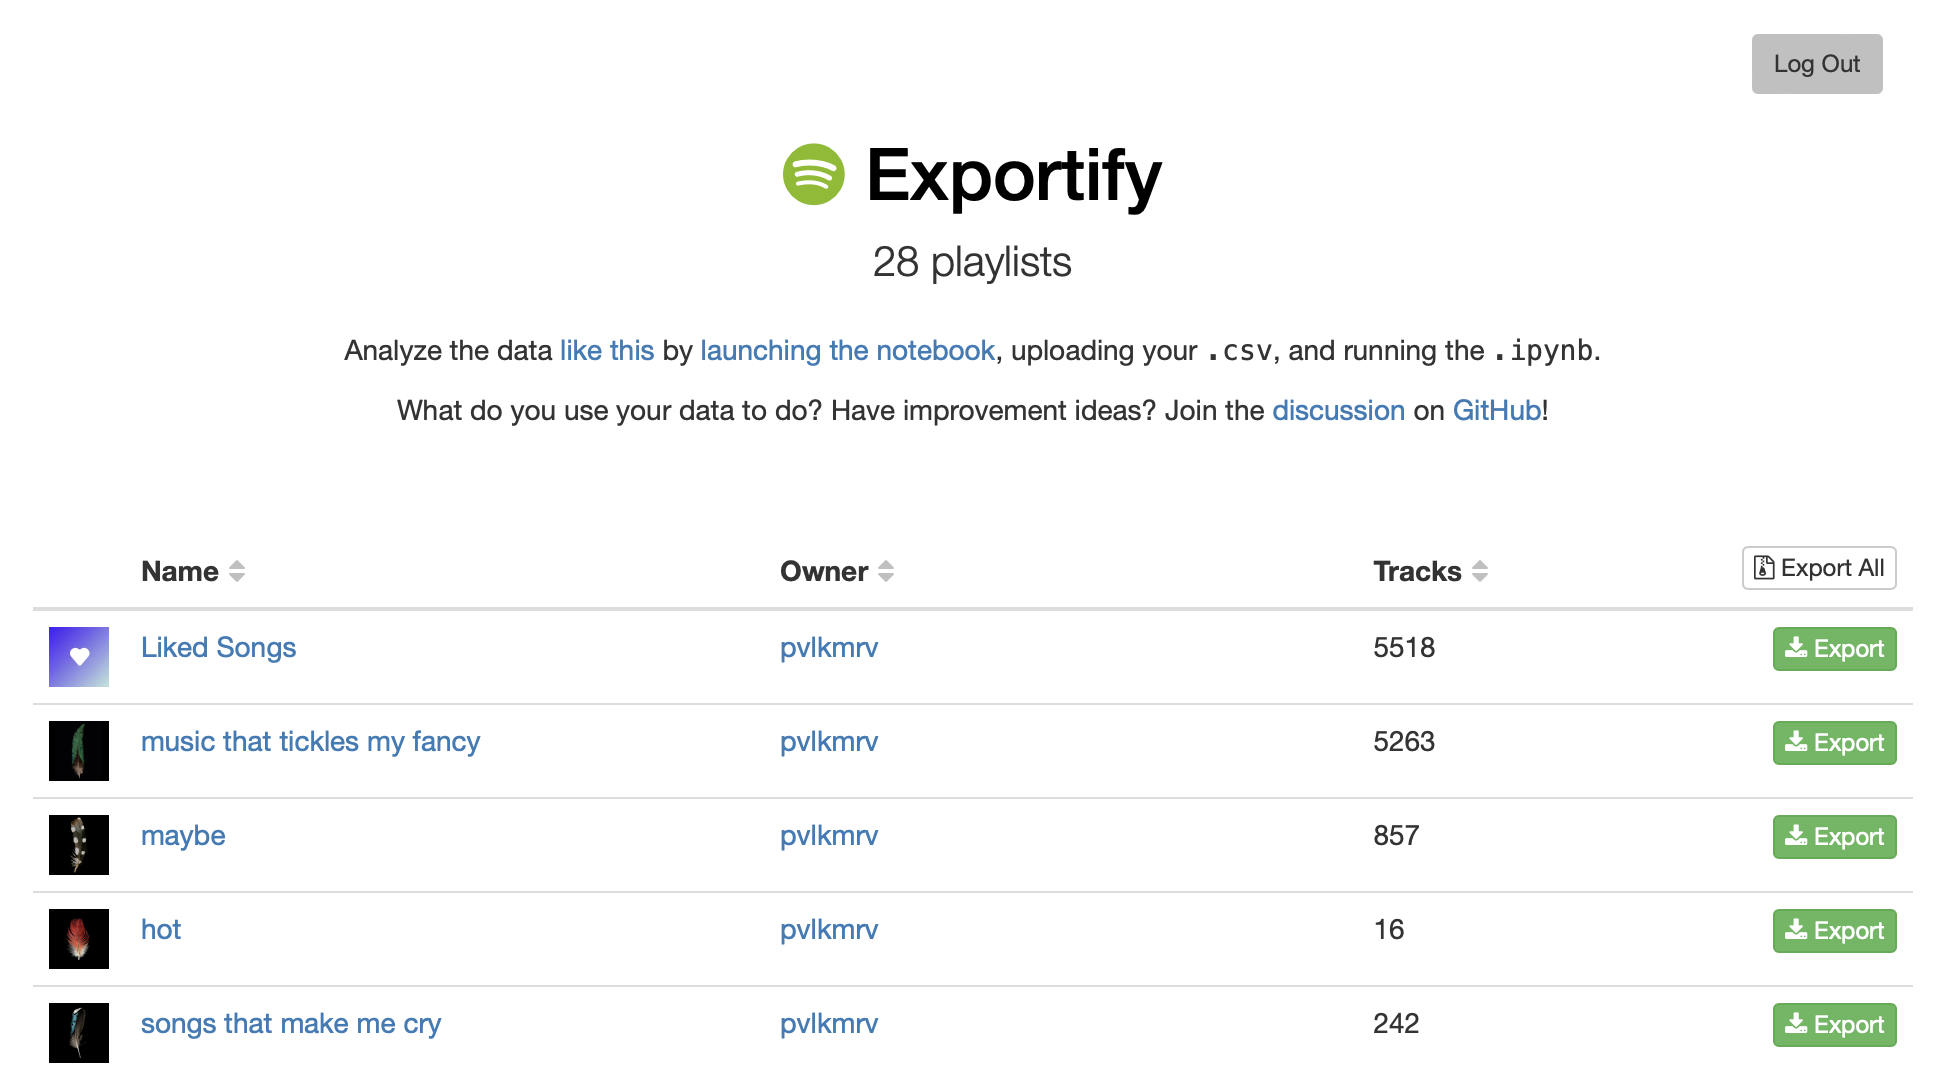 Log Out
Exportify
28 playlists
Analyze the data like this by launching the notebook, uploading your .csv, and running the .ipynb.
What do you use your data to do? Have improvement ideas? Join the discussion on GitHub!
Name Owner Tracks Export All
Liked Songs pvlkmrv 5518 Export
music that tickles my fancy pvlkmrv 5263 Export
maybe pvlkmrv 857 Export
hot pvlkmrv 16 Export
songs that make me cry pvlkmrv 242 Export